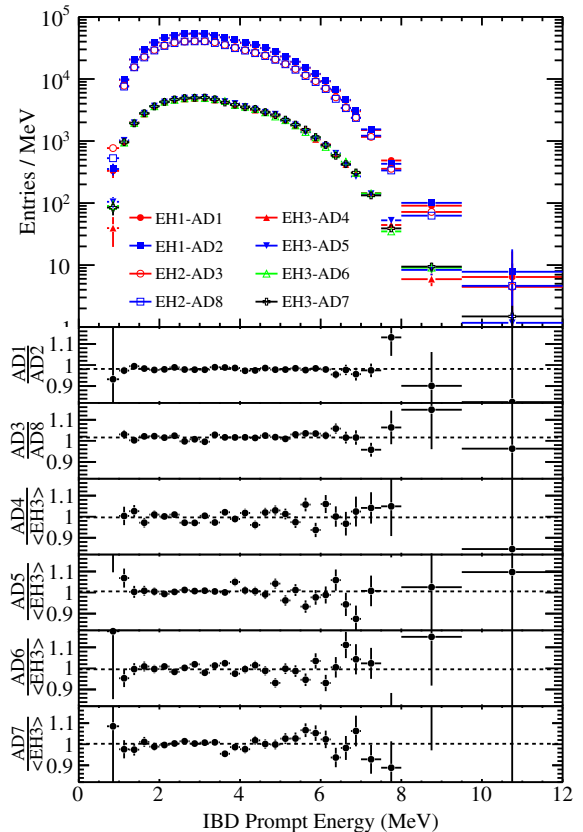 10^5
10^4
10^3
10^2
10
1
Entries / MeV
EH1-AD1
EH3-AD4
EH1-AD2
EH3-AD5
EH2-AD3
EH3-AD6
EH2-AD8
EH3-AD7
AD1
AD2
1.1
1
0.9
AD3
AD8
1.1
1
0.9
AD4
<EH3>
1.1
1
0.9
AD5
<EH3>
1.1
1
0.9
AD6
<EH3>
1.1
1
0.9
AD7
<EH3>
1.1
1
0.9
0 2 4 6 8 10 12
IBD Prompt Energy (MeV)